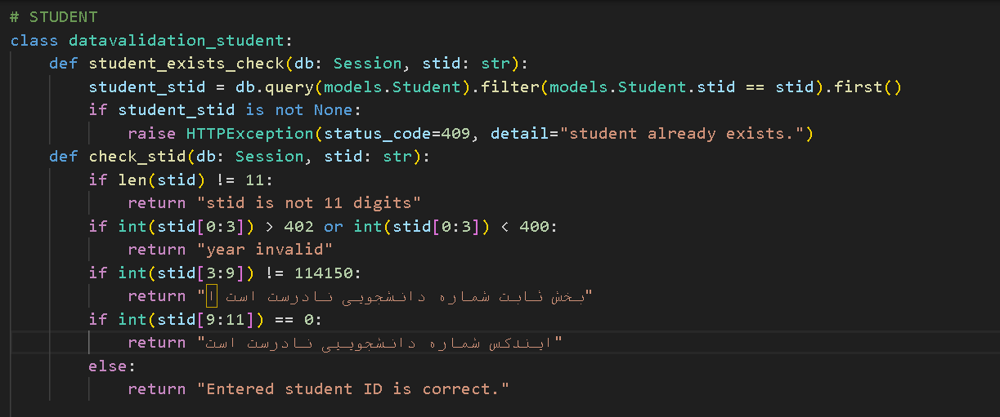 # STUDENT
class datavalidation_student:
    def student_exists_check(db: Session, stid: str):
        student_stid = db.query(models.Student).filter(models.Student.stid == stid).first()
        if student_stid is not None:
            raise HTTPException(status_code=409, detail="student already exists.")
    def check_stid(db: Session, stid: str):
        if len(stid) != 11:
            return "stid is not 11 digits"
        if int(stid[0:3]) > 402 or int(stid[0:3]) < 400:
            return "year invalid"
        if int(stid[3:9]) != 114150:
            return "بخش ثابت شماره دانشجویی نادرست است ا"
        if int(stid[9:11]) == 0:
            return "ایندکس شماره دانشجوییی نادرست است"
        else:
            return "Entered student ID is correct."